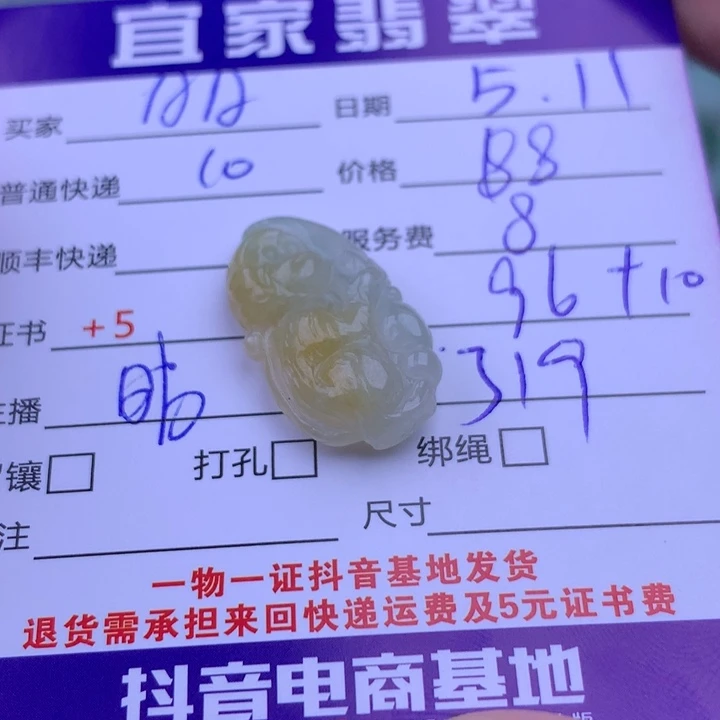 宜家翡翠
买家 日期 5.11
普通快递 10 价格 88
顺丰快递 服务费 8
证书 +5 96+10
主播 晴 319
镶 打孔 绑绳
注 尺寸
一物一证抖音基地发货
退货需承担来回快递运费及5元证书费
抖音电商基地